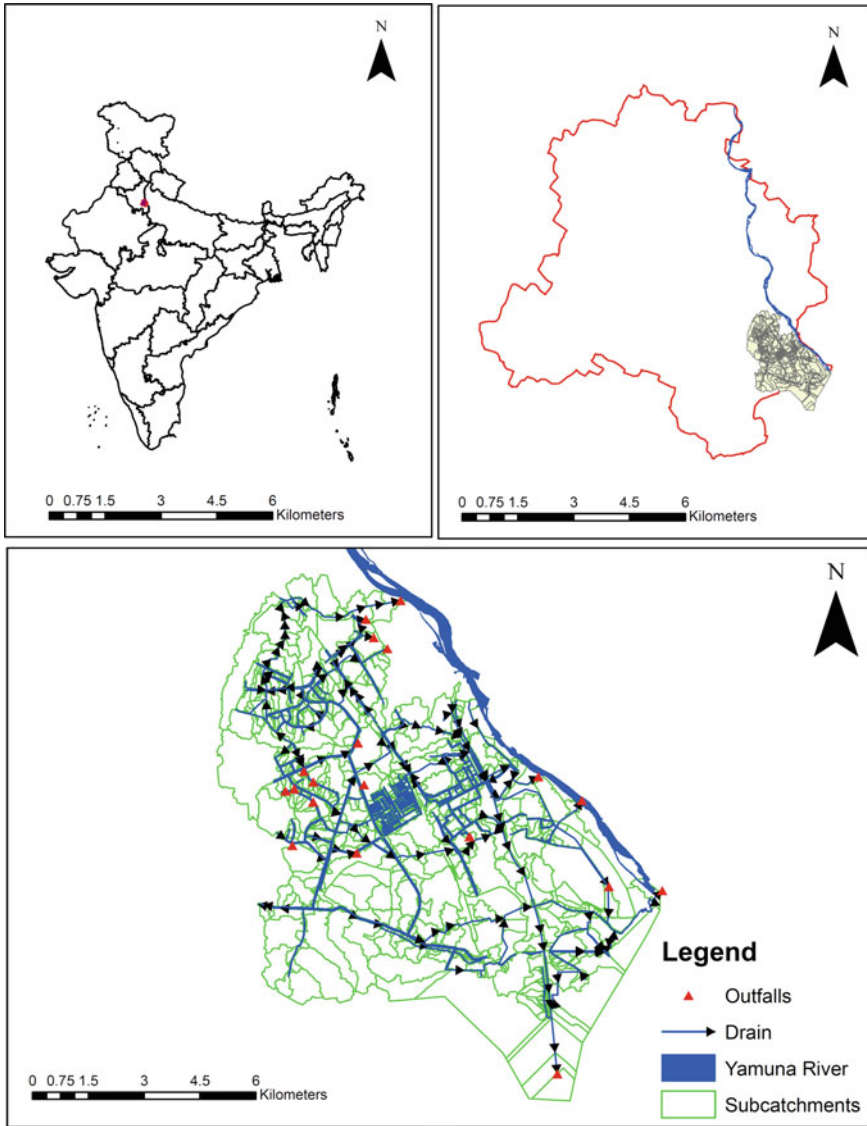 N
0 0.75 1.5 3 4.5 6
Kilometers
N
0 0.75 1.5 3 4.5 6
Kilometers
N
0 0.75 1.5 3 4.5 6
Kilometers
Legend
Outfalls
Drain
Yamuna River
Subcatchments